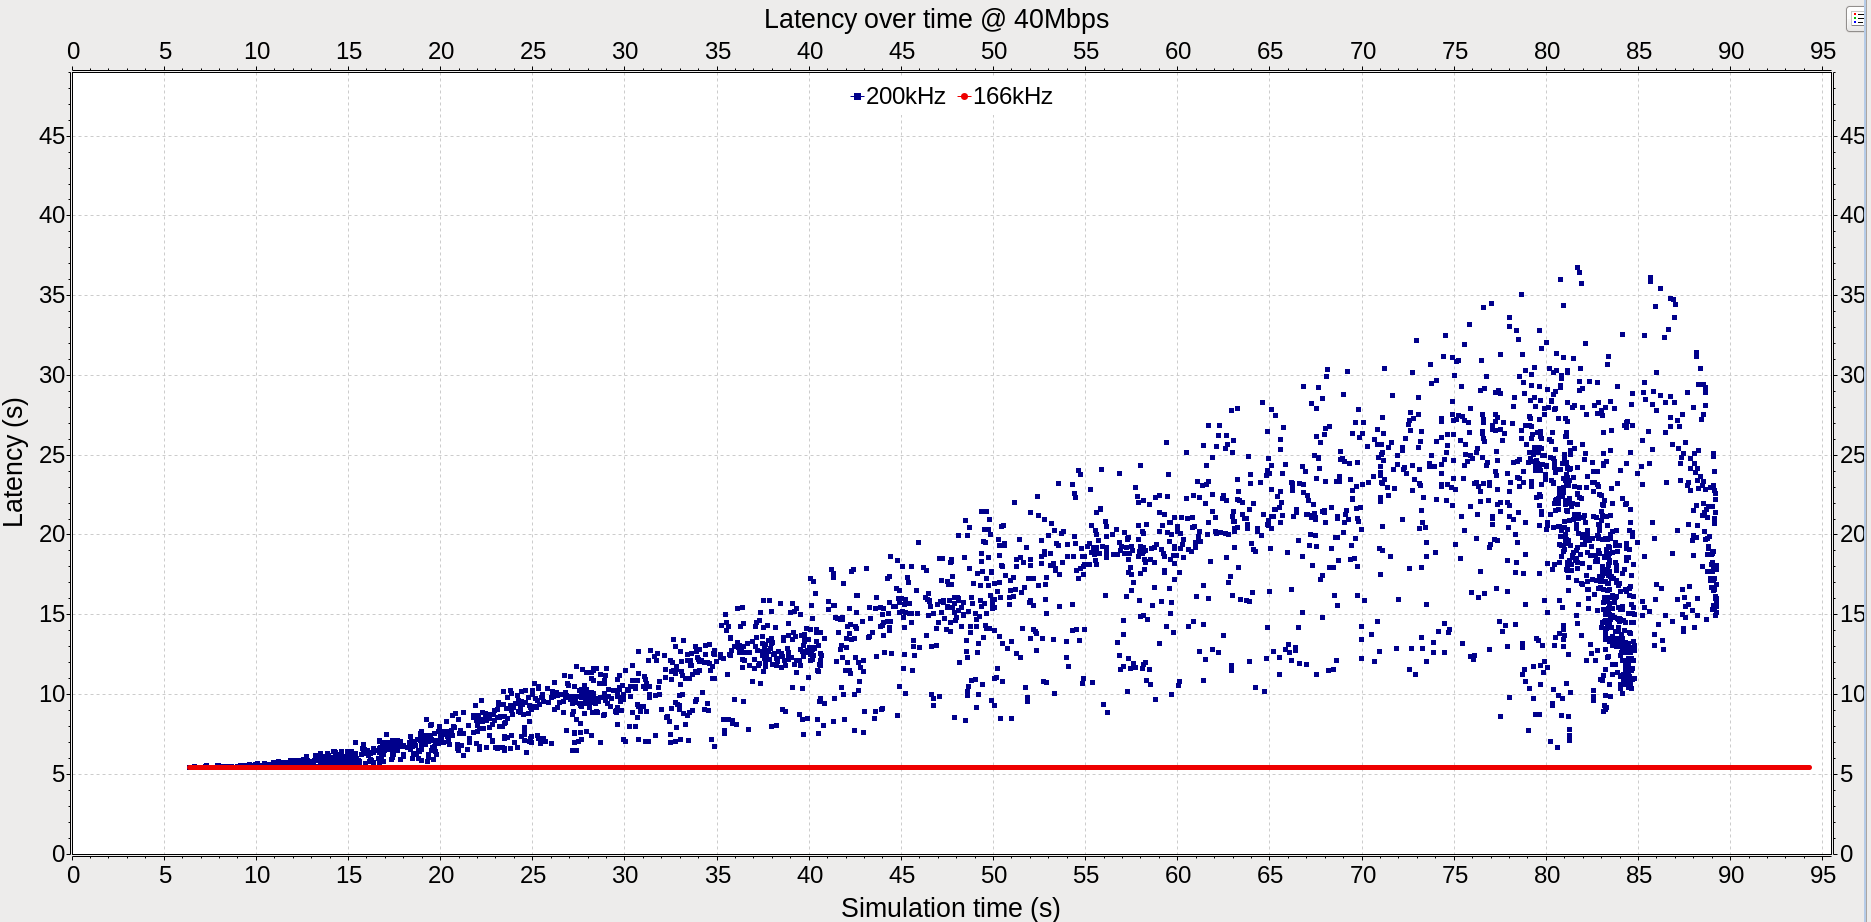 Latency over time @ 40Mbps
0 5 10 15 20 25 30 35 40 45 50 55 60 65 70 75 80 85 90 95
200kHz 166kHz
45 45
40 40
35 35
30 30
25 25
20 20
15 15
10 10
5 5
0 0
Latency (s)
0 5 10 15 20 25 30 35 40 45 50 55 60 65 70 75 80 85 90 95
Simulation time (s)